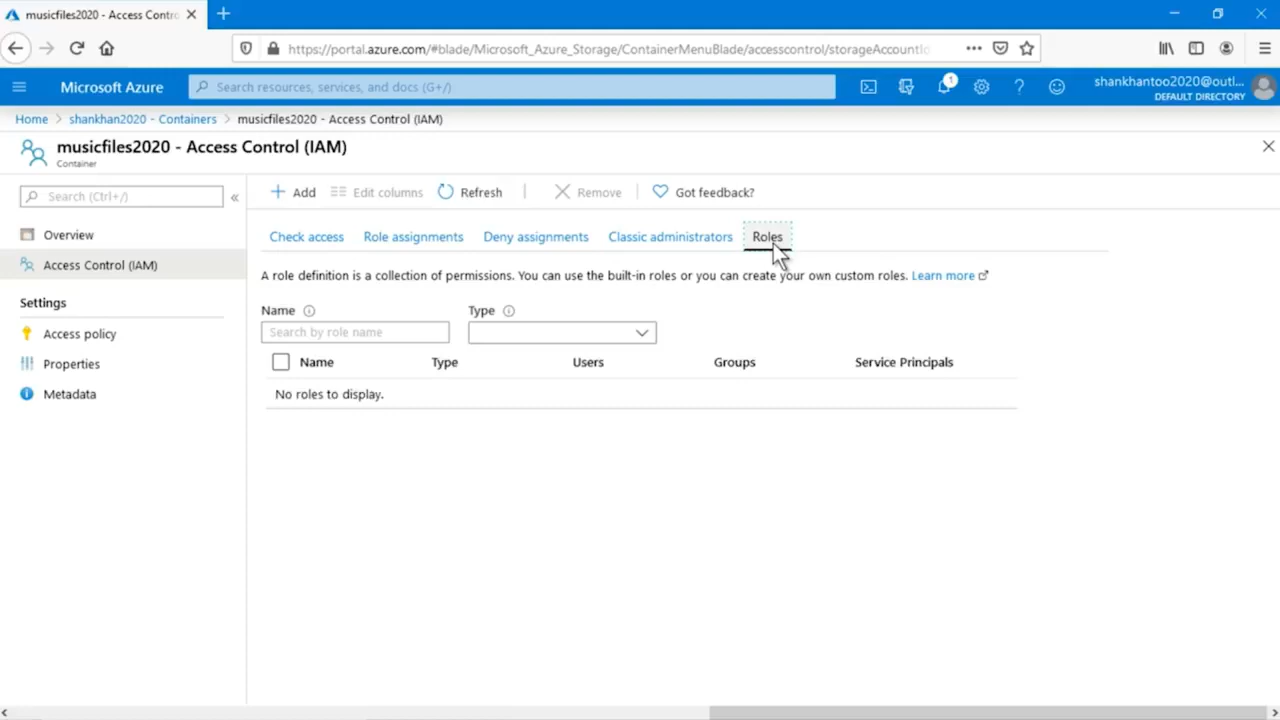 musicfiles2020 - Access Contro
https://portal.azure.com/#blade/Microsoft_Azure_Storage/ContainerMenuBlade/accesscontrol/storageAccountId
Microsoft Azure
Search resources, services, and docs (G+/)
1
shankhantoo2020@outl...
DEFAULT DIRECTORY
Home > shankhan2020 - Containers > musicfiles2020 - Access Control (IAM)
musicfiles2020 - Access Control (IAM)
Container
Search (Ctrl+/)
Overview
Access Control (IAM)
Settings
Access policy
Properties
Metadata
Add Edit columns Refresh Remove Got feedback?
Check access Role assignments Deny assignments Classic administrators Roles
A role definition is a collection of permissions. You can use the built-in roles or you can create your own custom roles. Learn more
Name Type
Search by role name
Name Type Users Groups Service Principals
No roles to display.